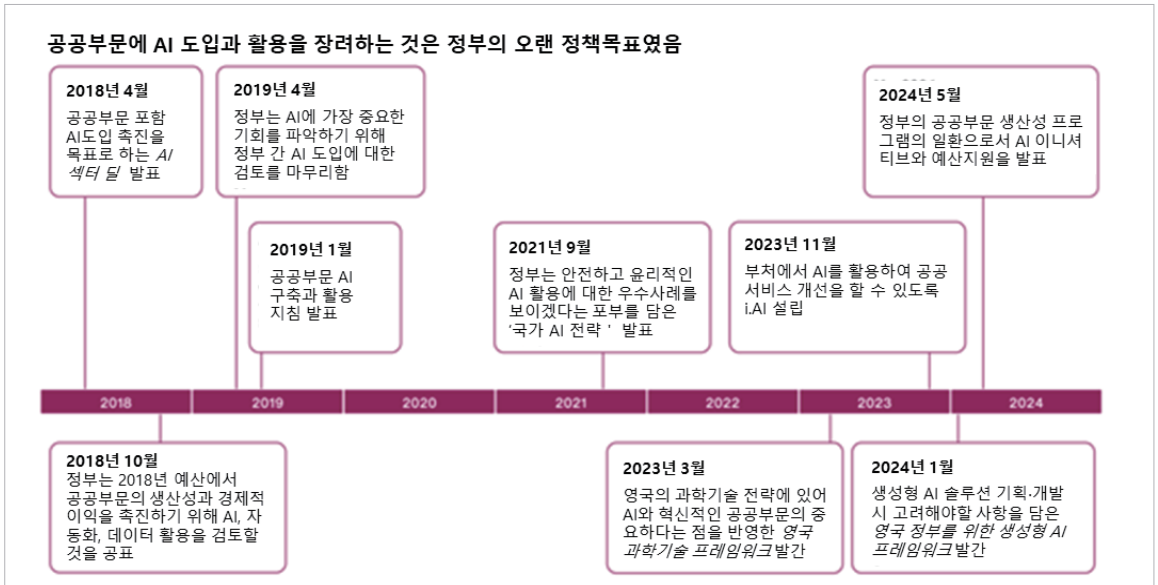 공공부문에 AI 도입과 활용을 장려하는 것은 정부의 오랜 정책목표였음
2018년 4월
공공부문 포함
AI도입 촉진을
목표로 하는 AI
섹터 딜 발표
2019년 4월
정부는 AI에 가장 중요한
기회를 파악하기 위해
정부 간 AI 도입에 대한
검토를 마무리함
2024년 5월
정부의 공공부문 생산성 프로
그램의 일환으로서 AI 이니셔
티브와 예산지원을 발표
2019년 1월
공공부문 AI
구축과 활용
지침 발표
2021년 9월
정부는 안전하고 윤리적인
AI 활용에 대한 우수사례를
보이겠다는 포부를 담은
‘국가 AI 전략 ' 발표
2023년 11월
부처에서 AI를 활용하여 공공
서비스 개선을 할 수 있도록
i.AI 설립
2018 2019 2020 2021 2022 2023 2024
2018년 10월
정부는 2018년 예산에서
공공부문의 생산성과 경제적
이익을 촉진하기 위해 AI, 자
동화, 데이터 활용을 검토할
것을 공표
2023년 3월
영국의 과학기술 전략에 있어
AI와 혁신적인 공공부문의 중
요하다는 점을 반영한 영국
과학기술 프레임워크 발간
2024년 1월
생성형 AI 솔루션 기획·개발
시 고려해야할 사항을 담은
영국 정부를 위한 생성형 AI
프레임워크 발간